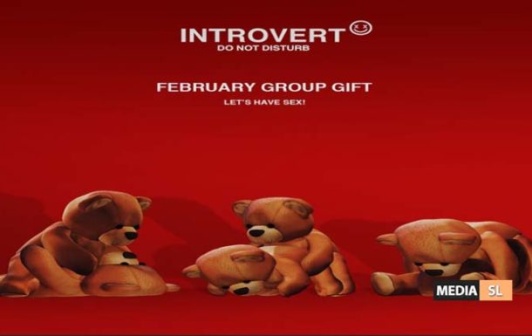 INTROVERT
DO NOT DISTURB
FEBRUARY GROUP GIFT
LET'S HAVE SEX!
MEDIA SL